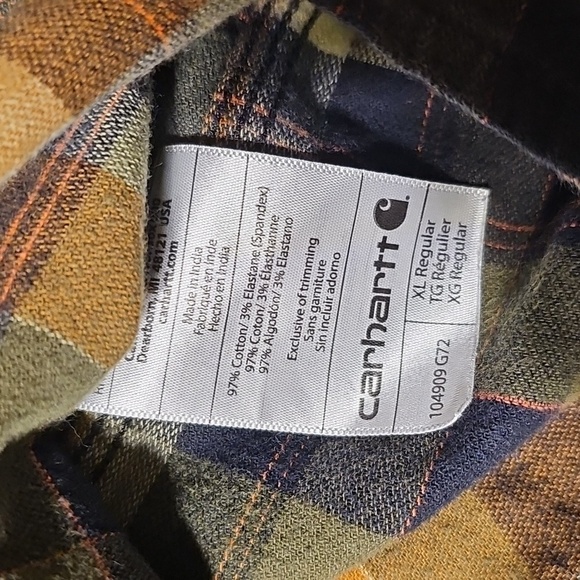 carhartt
XL Regular
TG Régulier
XG Regular
104909 G72
Exclusive of trimming
Sans garniture
Sin incluir adorno
97% Cotton/ 3% Elastane (Spandex)
97% Coton/ 3% Elasthanne
97% Algodón/ 3% Elastano
Made in India
Fabriqué en Inde
Hecho en India
Dearborn, MI 48121 USA
carhartt.com